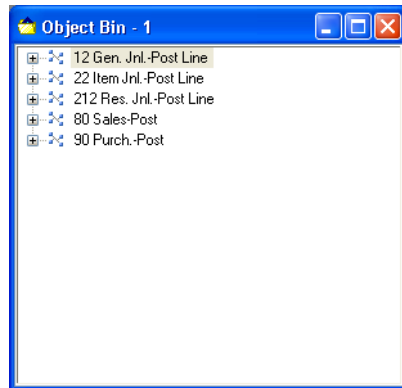 Object Bin - 1
12 Gen. Jnl.-Post Line
22 Item Jnl.-Post Line
212 Res. Jnl.-Post Line
80 Sales-Post
90 Purch.-Post